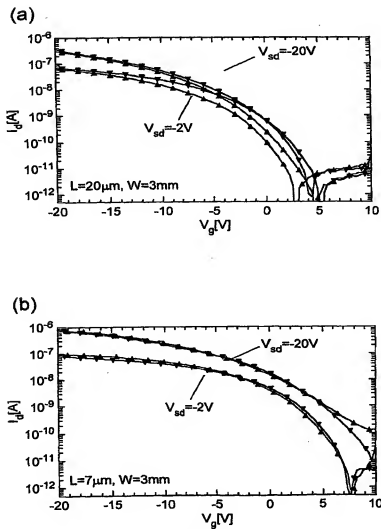 (a)
10⁻⁶
10⁻⁷
10⁻⁸
10⁻⁹
10⁻¹⁰
10⁻¹¹
10⁻¹²
I_d[A]
V_sd=-20V
V_sd=-2V
L=20µm, W=3mm
-20 -15 -10 -5 0 5 10
V_g[V]
(b)
10⁻⁶
10⁻⁷
10⁻⁸
10⁻⁹
10⁻¹⁰
10⁻¹¹
10⁻¹²
I_d[A]
V_sd=-20V
V_sd=-2V
L=7µm, W=3mm
-20 -15 -10 -5 0 5 10
V_g[V]